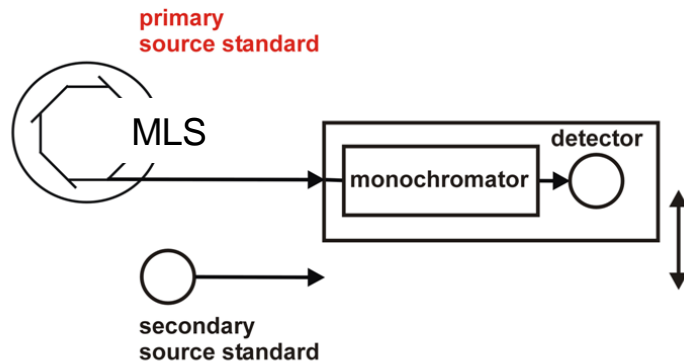 primary
source standard
MLS
detector
monochromator
secondary
source standard